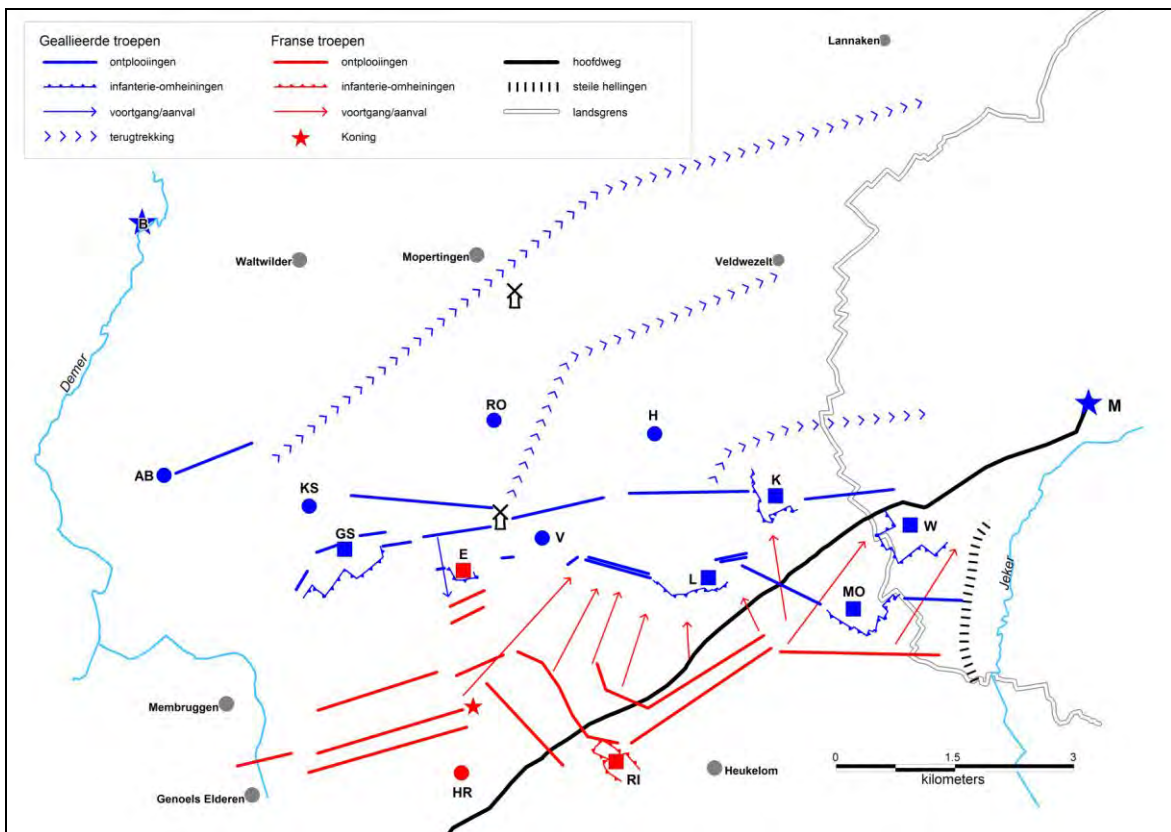 Geallieerde troepen
ontplooiingen
infanterie-omheiningen
voortgang/aanval
terugtrekking
Franse troepen
ontplooiingen
infanterie-omheiningen
voortgang/aanval
Koning
hoofdweg
steile hellingen
landsgrens
Lannaken
B
Waltwilder
Mopertingen
Veldwezelt
Demer
RO
H
M
AB
KS
K
GS
V
W
E
L
MO
Jeker
Membruggen
HR
RI
Heukelom
Genoels Elderen
0 1.5 3
kilometers